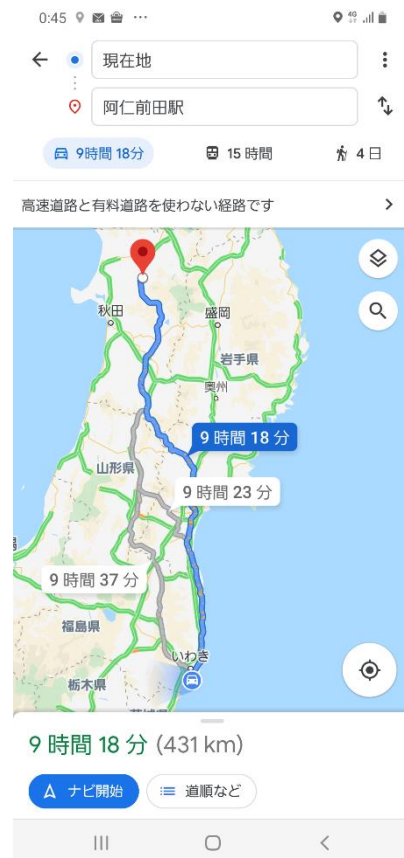 0:45
4G
現在地
阿仁前田駅
9時間 18分
15 時間
4 日
高速道路と有料道路を使わない経路です
秋田
盛岡
岩手県
奥州
9 時間 18 分
山形県
9 時間 23 分
9 時間 37 分
福島県
いわき
栃木県
茨城県
9 時間 18 分 (431 km)
ナビ開始
道順など